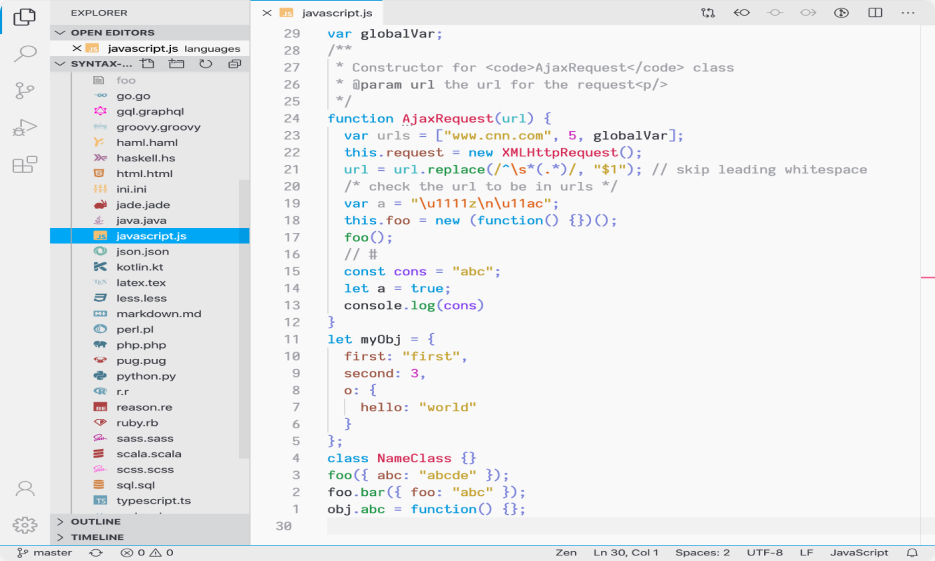 EXPLORER
OPEN EDITORS
javascript.js languages
SYNTAX-...
foo
go.go
gql.graphql
groovy.groovy
haml.haml
haskell.hs
html.html
ini.ini
jade.jade
java.java
javascript.js
json.json
kotlin.kt
latex.tex
less.less
markdown.md
perl.pl
php.php
pug.pug
python.py
r.r
reason.re
ruby.rb
sass.sass
scala.scala
scss.scss
sql.sql
typescript.ts
OUTLINE
TIMELINE
javascript.js
29 var globalVar;
28 /**
27 * Constructor for <code>AjaxRequest</code> class
26 * @param url the url for the request<p/>
25 */
24 function AjaxRequest(url) {
23 var urls = ["www.cnn.com", 5, globalVar];
22 this.request = new XMLHttpRequest();
21 url = url.replace(/^\s*(.*)/, "$1"); // skip leading whitespace
20 /* check the url to be in urls */
19 var a = "\u1111z\n\u11ac";
18 this.foo = new (function() {})();
17 foo();
16 // #
15 const cons = "abc";
14 let a = true;
13 console.log(cons)
12 }
11 let myObj = {
10 first: "first",
9 second: 3,
8 o: {
7 hello: "world"
6 }
5 };
4 class NameClass {}
3 foo({ abc: "abcde" });
2 foo.bar({ foo: "abc" });
1 obj.abc = function() {};
30
master 0 0 Zen Ln 30, Col 1 Spaces: 2 UTF-8 LF JavaScript